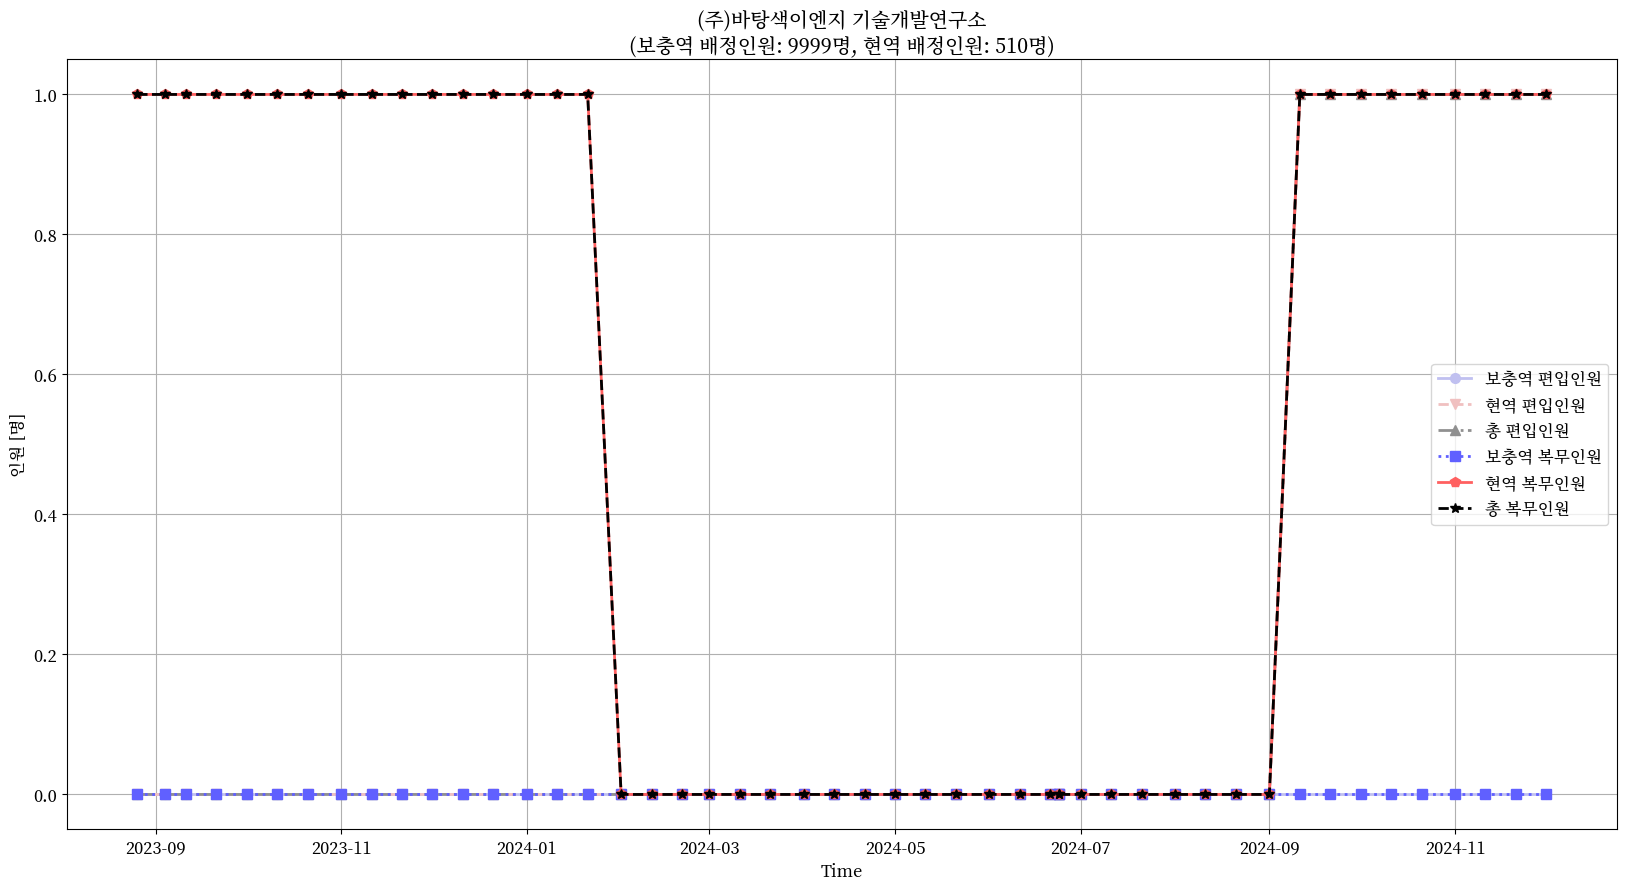 (주)바탕색이엔지 기술개발연구소
(보충역 배정인원: 9999명, 현역 배정인원: 510명)
1.0
0.8
0.6
0.4
0.2
0.0
인원 [명]
보충역 편입인원
현역 편입인원
총 편입인원
보충역 복무인원
현역 복무인원
총 복무인원
2023-09
2023-11
2024-01
2024-03
2024-05
2024-07
2024-09
2024-11
Time